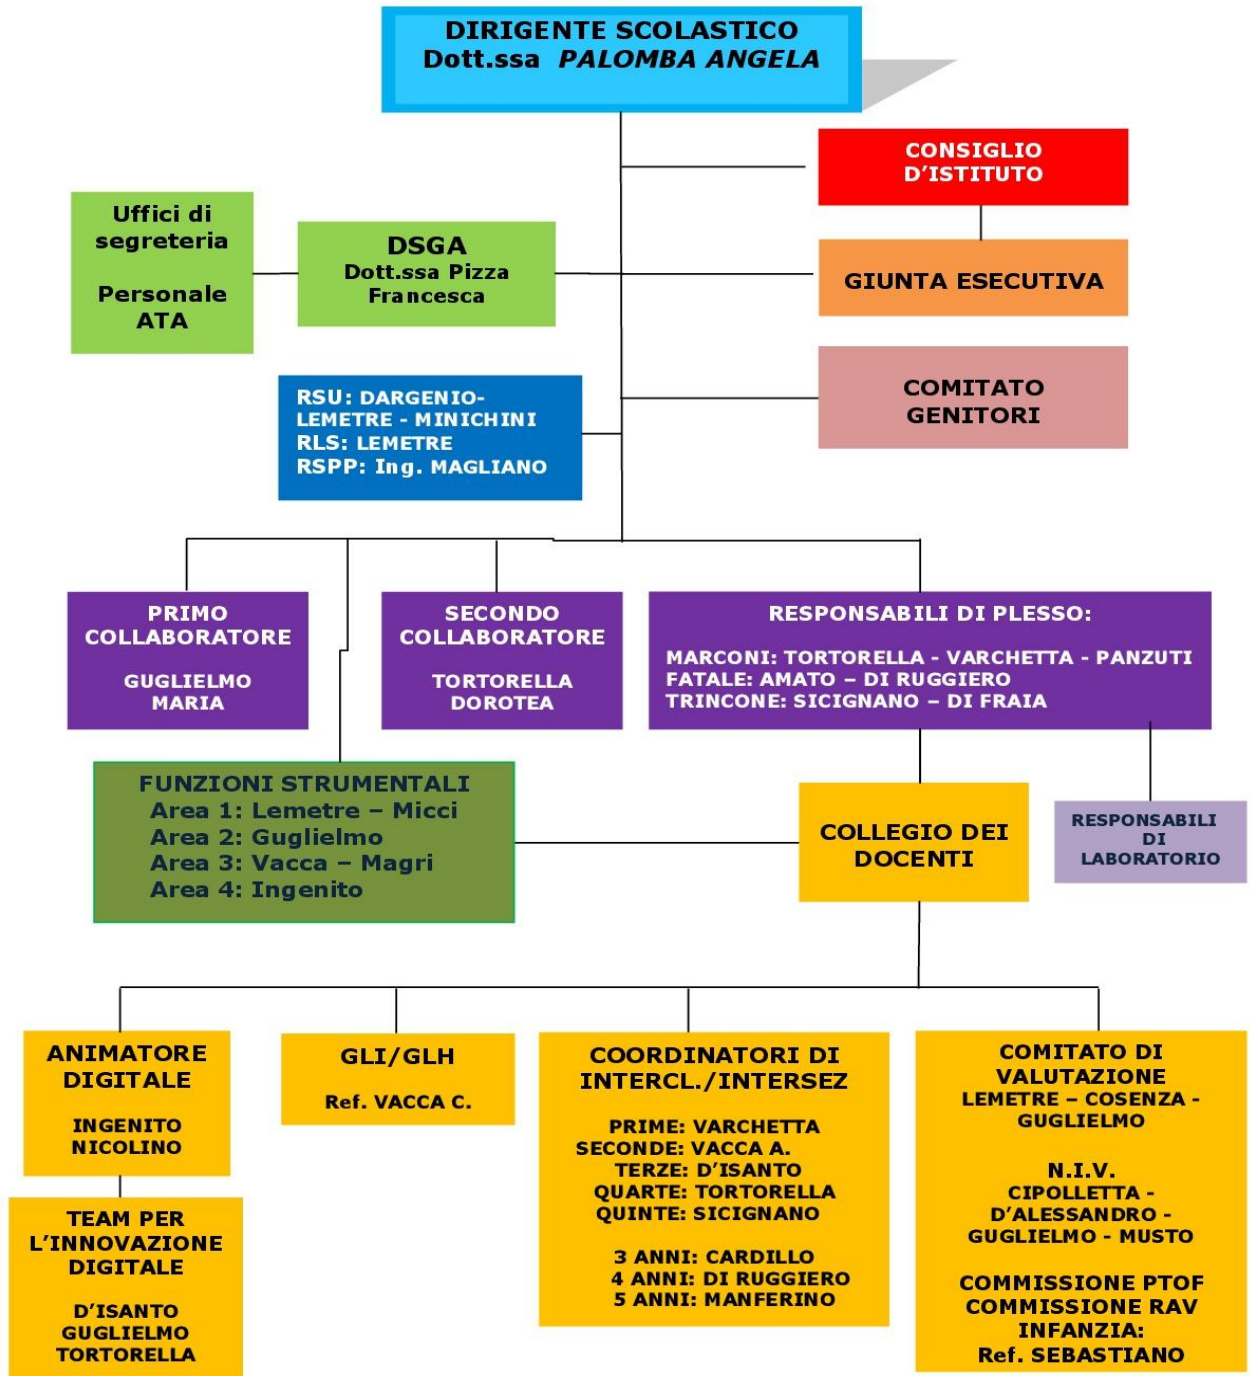 DIRIGENTE SCOLASTICO
Dott.ssa PALOMBA ANGELA
CONSIGLIO
D'ISTITUTO
Uffici di
segreteria
Personale
ATA
DSGA
Dott.ssa Pizza
Francesca
GIUNTA ESECUTIVA
RSU: DARGENIO-
LEMETRE - MINICHINI
RLS: LEMETRE
RSPP: Ing. MAGLIANO
COMITATO
GENITORI
PRIMO
COLLABORATORE
GUGLIELMO
MARIA
SECONDO
COLLABORATORE
TORTORELLA
DOROTEA
RESPONSABILI DI PLESSO:
MARCONI: TORTORELLA - VARCHETTA - PANZUTI
FATALE: AMATO – DI RUGGIERO
TRINCONE: SICIGNANO – DI FRAIA
FUNZIONI STRUMENTALI
Area 1: Lemetre – Micci
Area 2: Guglielmo
Area 3: Vacca – Magri
Area 4: Ingenito
COLLEGIO DEI
DOCENTI
RESPONSABILI
DI
LABORATORIO
ANIMATORE
DIGITALE
INGENITO
NICOLINO
TEAM PER
L'INNOVAZIONE
DIGITALE
D'ISANTO
GUGLIELMO
TORTORELLA
GLI/GLH
Ref. VACCA C.
COORDINATORI DI
INTERCL./INTERSEZ
PRIME: VARCHETTA
SECONDE: VACCA A.
TERZE: D'ISANTO
QUARTE: TORTORELLA
QUINTE: SICIGNANO
3 ANNI: CARDILLO
4 ANNI: DI RUGGIERO
5 ANNI: MANFERINO
COMITATO DI
VALUTAZIONE
LEMETRE – COSENZA -
GUGLIELMO
N.I.V.
CIPOLLETTA -
D'ALESSANDRO -
GUGLIELMO - MUSTO
COMMISSIONE PTOF
COMMISSIONE RAV
INFANZIA:
Ref. SEBASTIANO